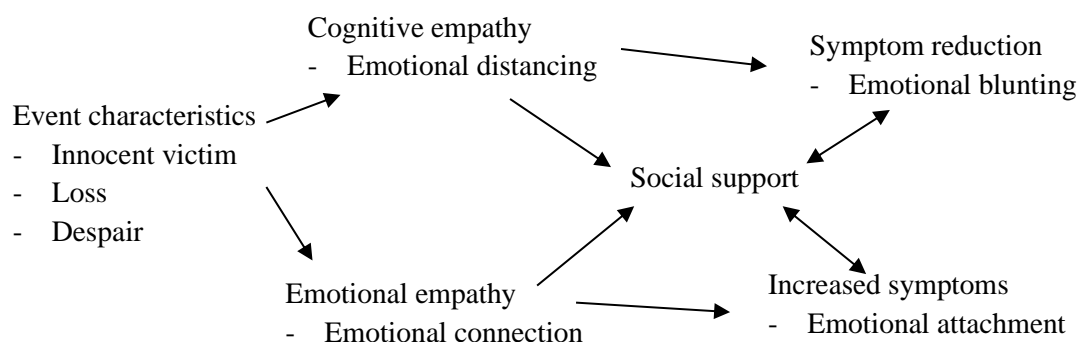 Cognitive empathy
- Emotional distancing
Symptom reduction
- Emotional blunting
Event characteristics
- Innocent victim
- Loss
- Despair
Social support
Emotional empathy
- Emotional connection
Increased symptoms
- Emotional attachment